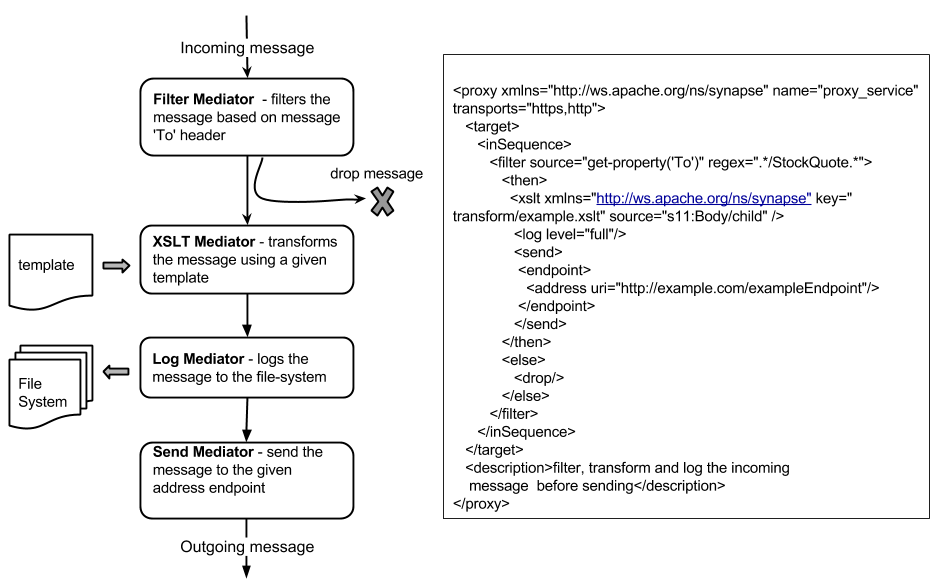 Incoming message
Filter Mediator - filters the
message based on message
'To' header
drop message
XSLT Mediator - transforms
the message using a given
template
template
Log Mediator - logs the
message to the file-system
File
System
Send Mediator - send the
message to the given
address endpoint
Outgoing message
<proxy xmlns="http://ws.apache.org/ns/synapse" name="proxy_service"
transports="https,http">
<target>
<inSequence>
<filter source="get-property('To')" regex=".*/StockQuote.*">
<then>
<xslt xmlns="http://ws.apache.org/ns/synapse" key="
transform/example.xslt" source="s11:Body/child" />
<log level="full"/>
<send>
<endpoint>
<address uri="http://example.com/exampleEndpoint"/>
</endpoint>
</send>
</then>
<else>
<drop/>
</else>
</filter>
</inSequence>
</target>
<description>filter, transform and log the incoming
message  before sending</description>
</proxy>